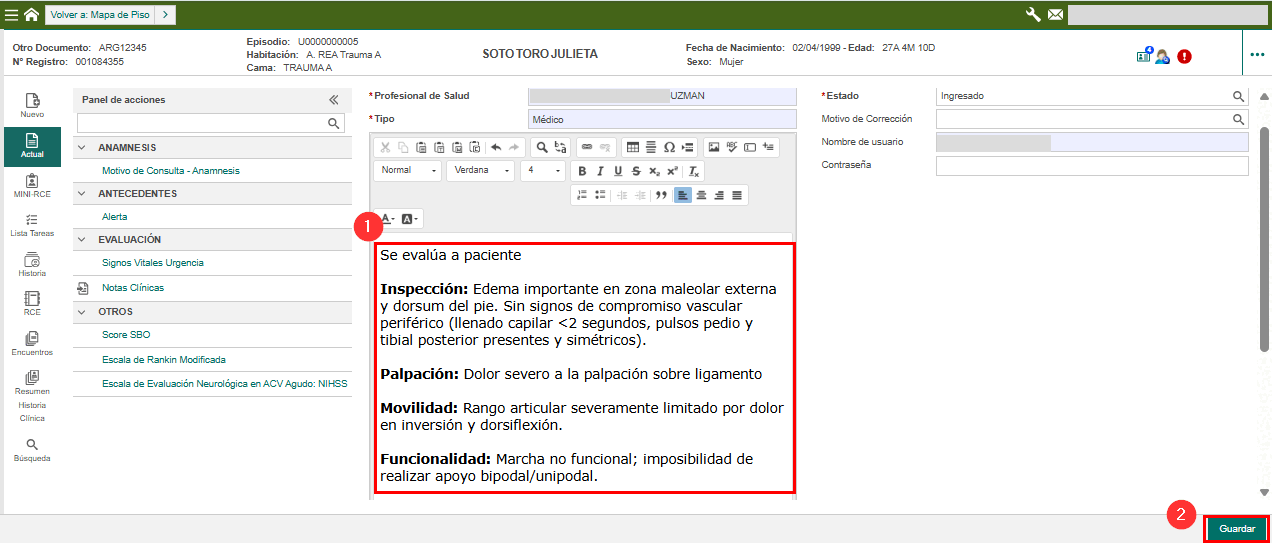 Volver a: Mapa de Piso
Otro Documento: ARG12345
Nº Registro: 001084355
Episodio: U0000000005
Habitación: A. REA Trauma A
Cama: TRAUMA A
SOTO TORO JULIETA
Fecha de Nacimiento: 02/04/1999 - Edad: 27A 4M 10D
Sexo: Mujer
4
Nuevo
Actual
MINI-RCE
Lista Tareas
Historia
RCE
Encuentros
Resumen
Historia
Clínica
Búsqueda
Panel de acciones
ANAMNESIS
Motivo de Consulta - Anamnesis
ANTECEDENTES
Alerta
EVALUACIÓN
Signos Vitales Urgencia
Notas Clínicas
OTROS
Score SBO
Escala de Rankin Modificada
Escala de Evaluación Neurológica en ACV Agudo: NIHSS
*Profesional de Salud
UZMAN
*Tipo
Médico
Normal
Verdana
4
B I U S x₂ x² Tx
1
Se evalúa a paciente
Inspección: Edema importante en zona maleolar externa
y dorsum del pie. Sin signos de compromiso vascular
periférico (llenado capilar <2 segundos, pulsos pedio y
tibial posterior presentes y simétricos).
Palpación: Dolor severo a la palpación sobre ligamento
Movilidad: Rango articular severamente limitado por dolor
en inversión y dorsiflexión.
Funcionalidad: Marcha no funcional; imposibilidad de
realizar apoyo bipodal/unipodal.
*Estado
Ingresado
Motivo de Corrección
Nombre de usuario
Contraseña
2
Guardar